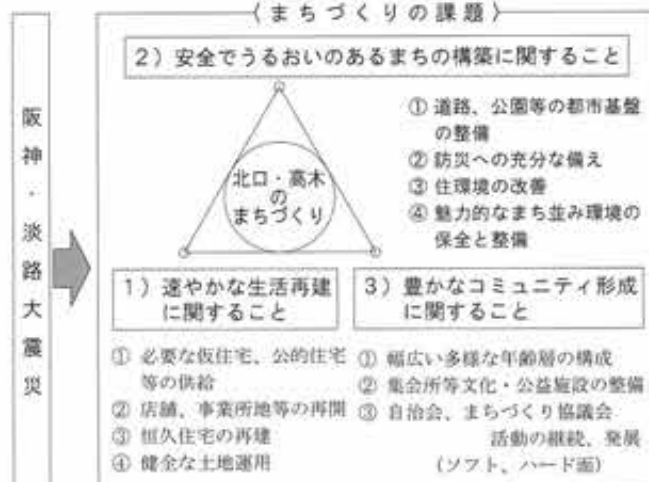 〈まちづくりの課題〉
阪神・淡路大震災
2）安全でうるおいのあるまちの構築に関すること
北口・高木
の
まちづくり
① 道路、公園等の都市基盤
の整備
② 防災への充分な備え
③ 住環境の改善
④ 魅力的なまち並み環境の
保全と整備
1）速やかな生活再建
に関すること
① 必要な仮住宅、公的住宅
等の供給
② 店舗、事業所地等の再開
③ 恒久住宅の再建
④ 健全な土地運用
3）豊かなコミュニティ形成
に関すること
① 幅広い多様な年齢層の構成
② 集会所等文化・公益施設の整備
③ 自治会、まちづくり協議会
活動の継続、発展
（ソフト、ハード面）